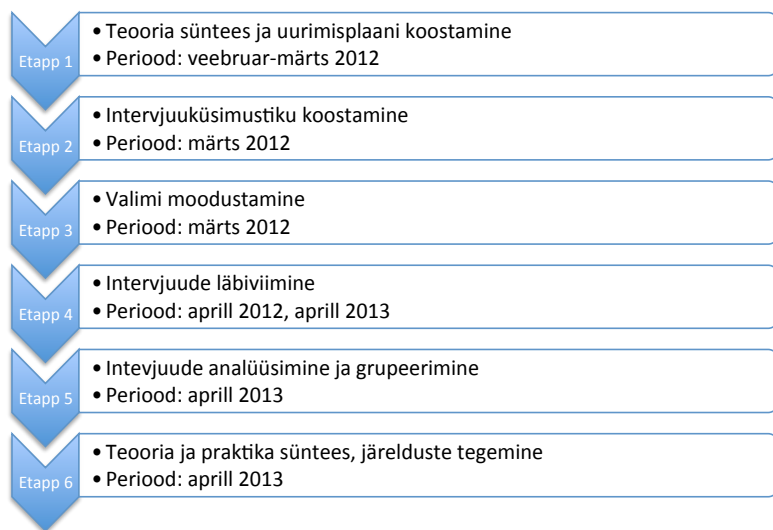 Etapp 1
• Teooria süntees ja uurimisplaani koostamine
• Periood: veebruar-märts 2012
Etapp 2
• Intervjuuküsimustiku koostamine
• Periood: märts 2012
Etapp 3
• Valimi moodustamine
• Periood: märts 2012
Etapp 4
• Intervjuude läbiviimine
• Periood: aprill 2012, aprill 2013
Etapp 5
• Intevjuude analüüsimine ja grupeerimine
• Periood: aprill 2013
Etapp 6
• Teooria ja praktika süntees, järelduste tegemine
• Periood: aprill 2013